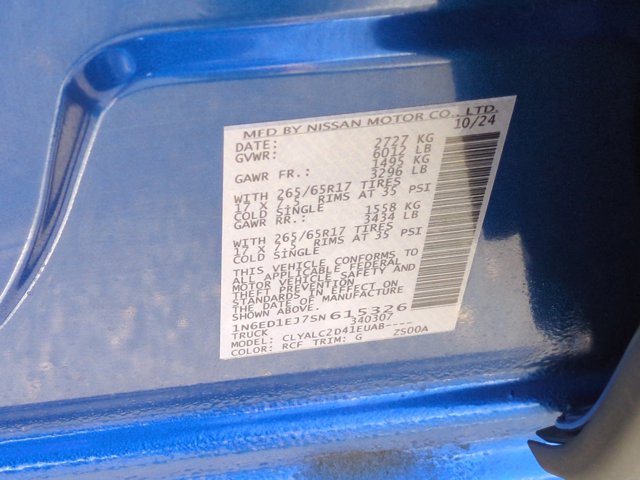 MFD BY NISSAN MOTOR CO., LTD.
DATE: 10/24
GVWR: 2727 KG
6012 LB
GAWR FR.: 1495 KG
3296 LB
WITH 265/65R17 TIRES
17 X 7.5 RIMS AT 35 PSI
COLD SINGLE
GAWR RR.: 1558 KG
3434 LB
WITH 265/65R17 TIRES
17 X 7.5 RIMS AT 35 PSI
COLD SINGLE
THIS VEHICLE CONFORMS TO
ALL APPLICABLE FEDERAL
MOTOR VEHICLE SAFETY AND
THEFT PREVENTION
STANDARDS IN EFFECT ON
THE DATE OF MANUFACTURE
1N6ED1EJ7SN615326
TRUCK 340307
MODEL: CLYALC2D41EUAB----
COLOR: RCF TRIM: G ZS00A